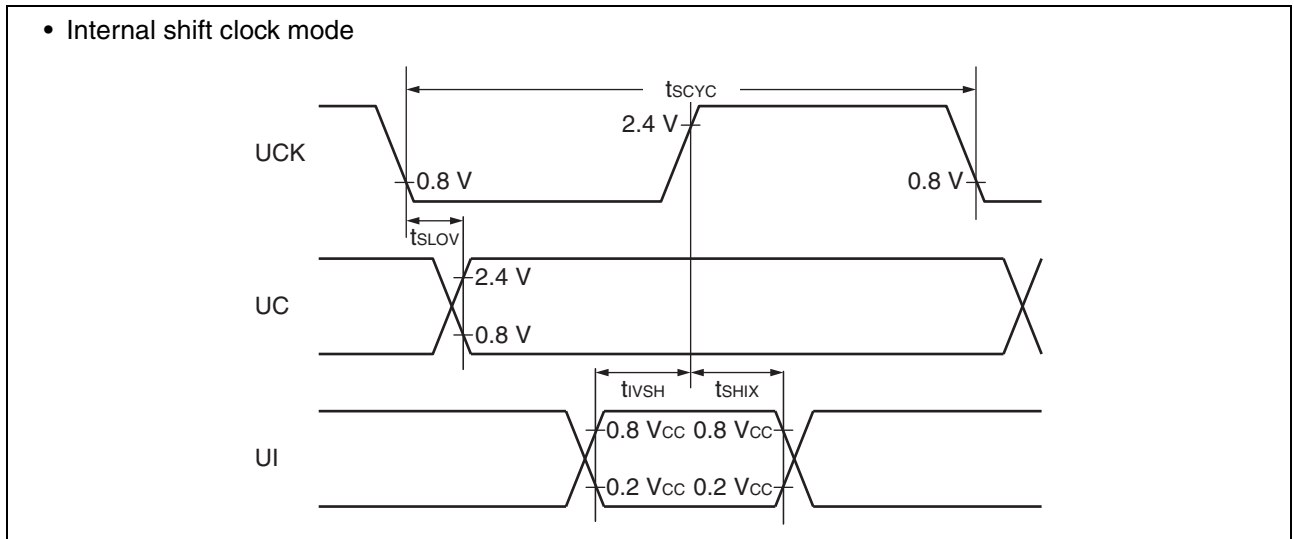 • Internal shift clock mode
tSCYC
2.4 V
UCK
0.8 V
0.8 V
tSLOV
2.4 V
UC
0.8 V
tIVSH
tSHIX
0.8 VCC 0.8 VCC
UI
0.2 VCC 0.2 VCC